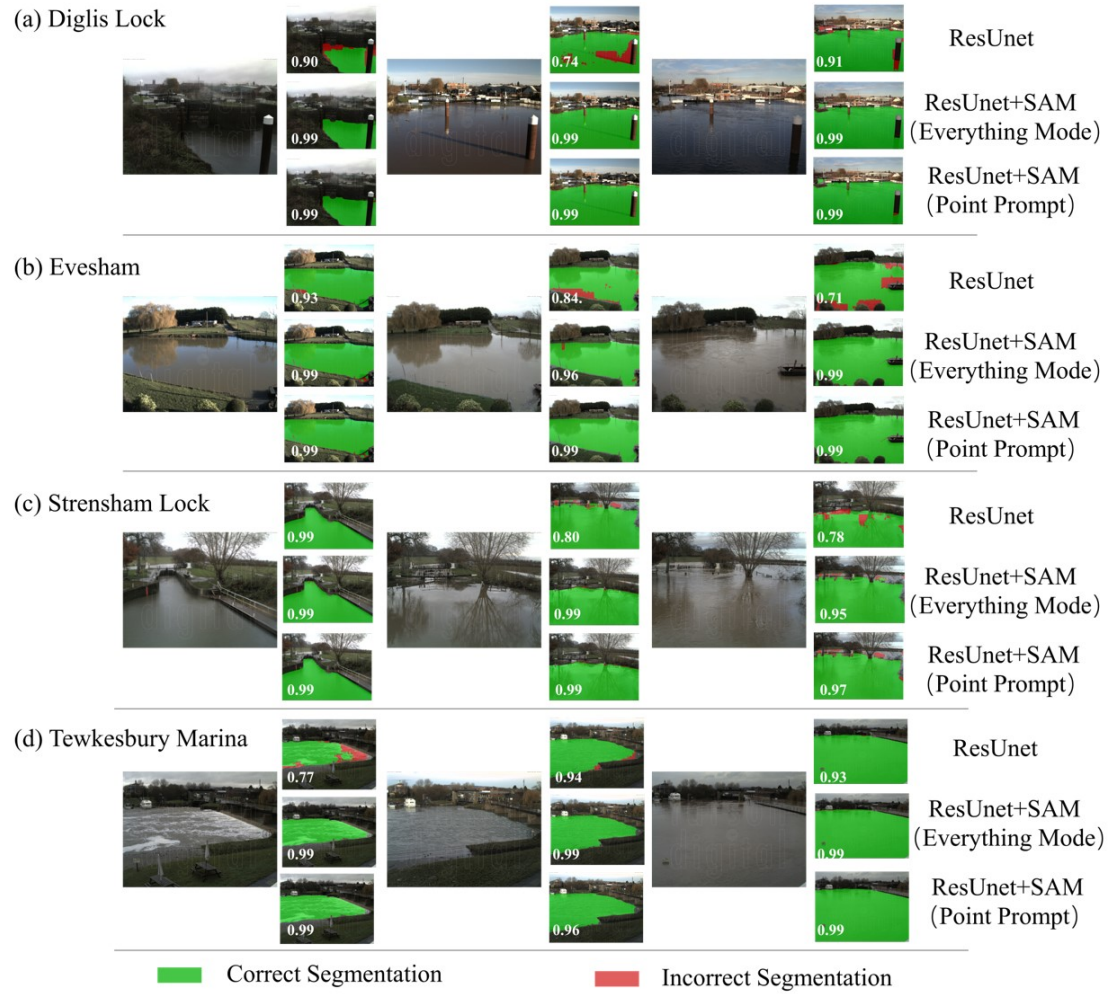 (a) Diglis Lock
0.90
0.74
0.91
ResUnet
0.99
0.99
0.99
ResUnet+SAM
(Everything Mode)
0.99
0.99
0.99
ResUnet+SAM
(Point Prompt)
(b) Evesham
0.93
0.84.
0.71
ResUnet
0.99
0.96
0.99
ResUnet+SAM
(Everything Mode)
0.99
0.99
0.99
ResUnet+SAM
(Point Prompt)
(c) Strensham Lock
0.99
0.80
0.78
ResUnet
0.99
0.99
0.95
ResUnet+SAM
(Everything Mode)
0.99
0.99
0.97
ResUnet+SAM
(Point Prompt)
(d) Tewkesbury Marina
0.77
0.94
0.93
ResUnet
0.99
0.99
0.99
ResUnet+SAM
(Everything Mode)
0.99
0.96
0.99
ResUnet+SAM
(Point Prompt)
Correct Segmentation
Incorrect Segmentation